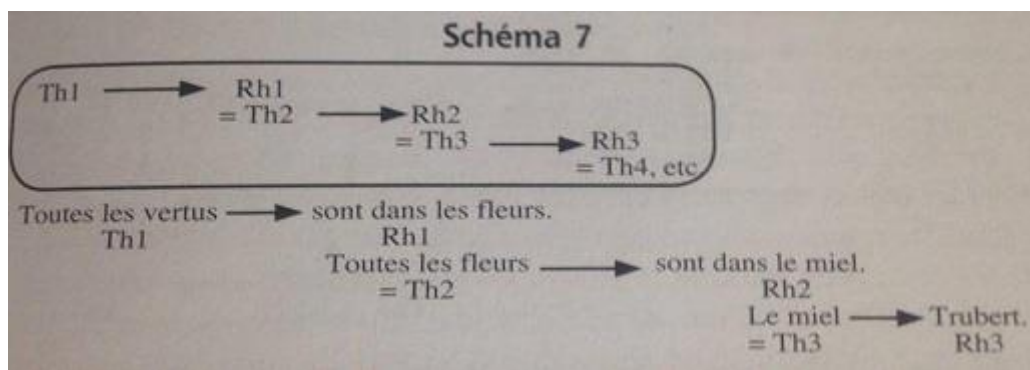 Schéma 7
Th1 Rh1
= Th2 Rh2
= Th3 Rh3
= Th4, etc
Toutes les vertus sont dans les fleurs.
Th1 Rh1
Toutes les fleurs sont dans le miel.
= Th2 Rh2
Le miel Trubert.
= Th3 Rh3